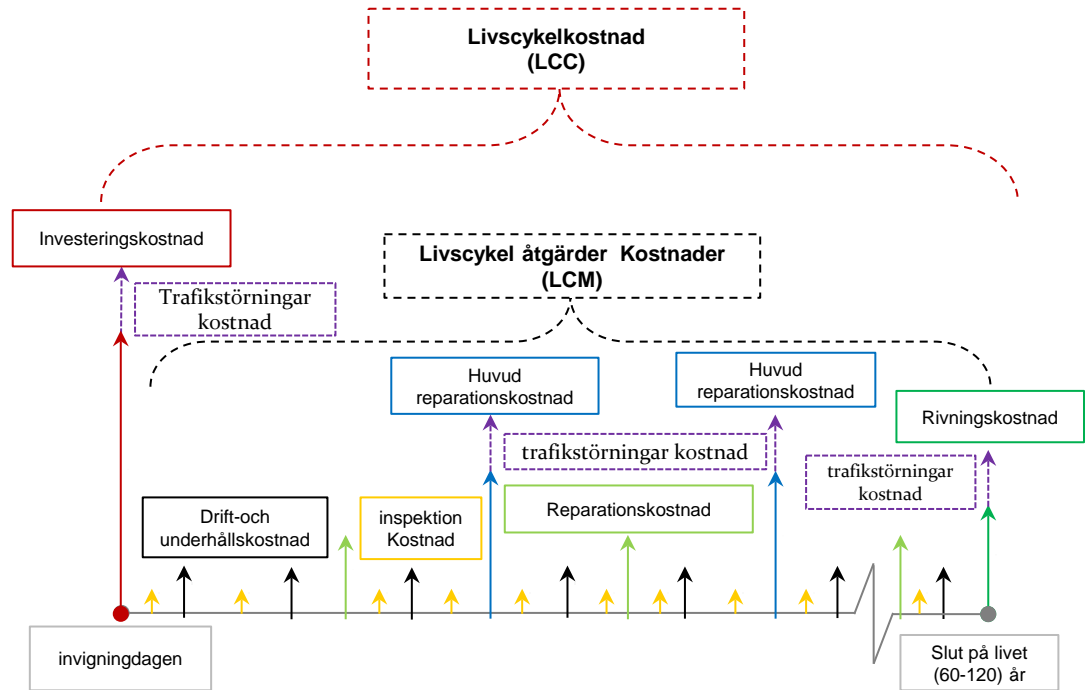 Livscykelkostnad
(LCC)
Investeringskostnad
Livscykel åtgärder Kostnader
(LCM)
Trafikstörningar
kostnad
Huvud
reparationskostnad
Huvud
reparationskostnad
Rivningskostnad
trafikstörningar kostnad
trafikstörningar
kostnad
Drift-och
underhållskostnad
inspektion
Kostnad
Reparationskostnad
invigningdagen
Slut på livet
(60-120) år